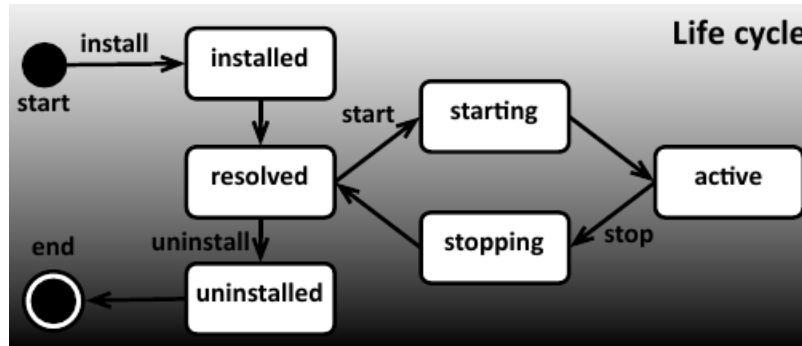 Life cycle
install
installed
start
starting
start
resolved
active
stop
stopping
uninstall
end
uninstalled